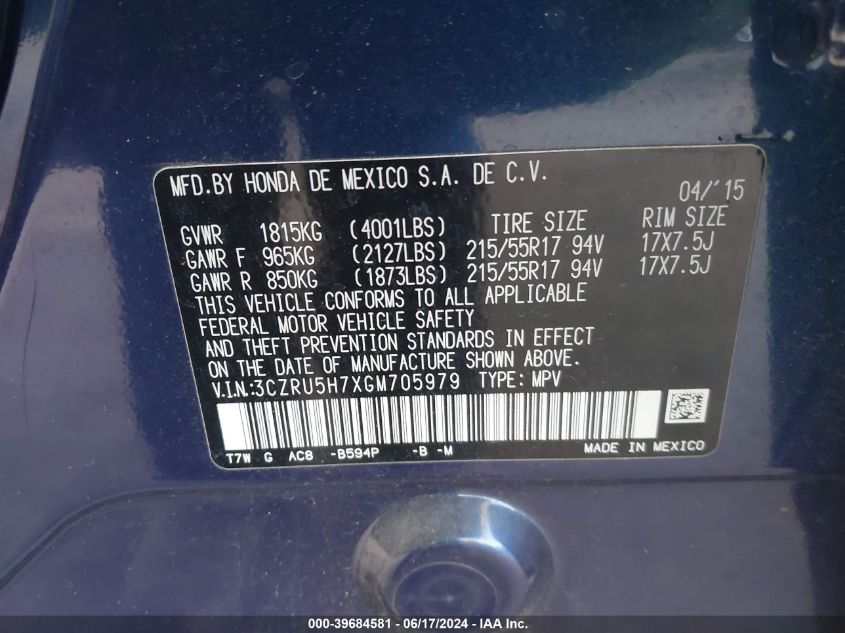 MFD.BY HONDA DE MEXICO S.A. DE C.V.
04/'15
GVWR 1815KG (4001LBS) TIRE SIZE RIM SIZE
GAWR F 965KG (2127LBS) 215/55R17 94V 17X7.5J
GAWR R 850KG (1873LBS) 215/55R17 94V 17X7.5J
THIS VEHICLE CONFORMS TO ALL APPLICABLE
FEDERAL MOTOR VEHICLE SAFETY
AND THEFT PREVENTION STANDARDS IN EFFECT
ON THE DATE OF MANUFACTURE SHOWN ABOVE.
V.I.N.:3CZRU5H7XGM705979 TYPE: MPV
T7W G AC8 -B594P -B -M MADE IN MEXICO
000-39684581 - 06/17/2024 - IAAI.com